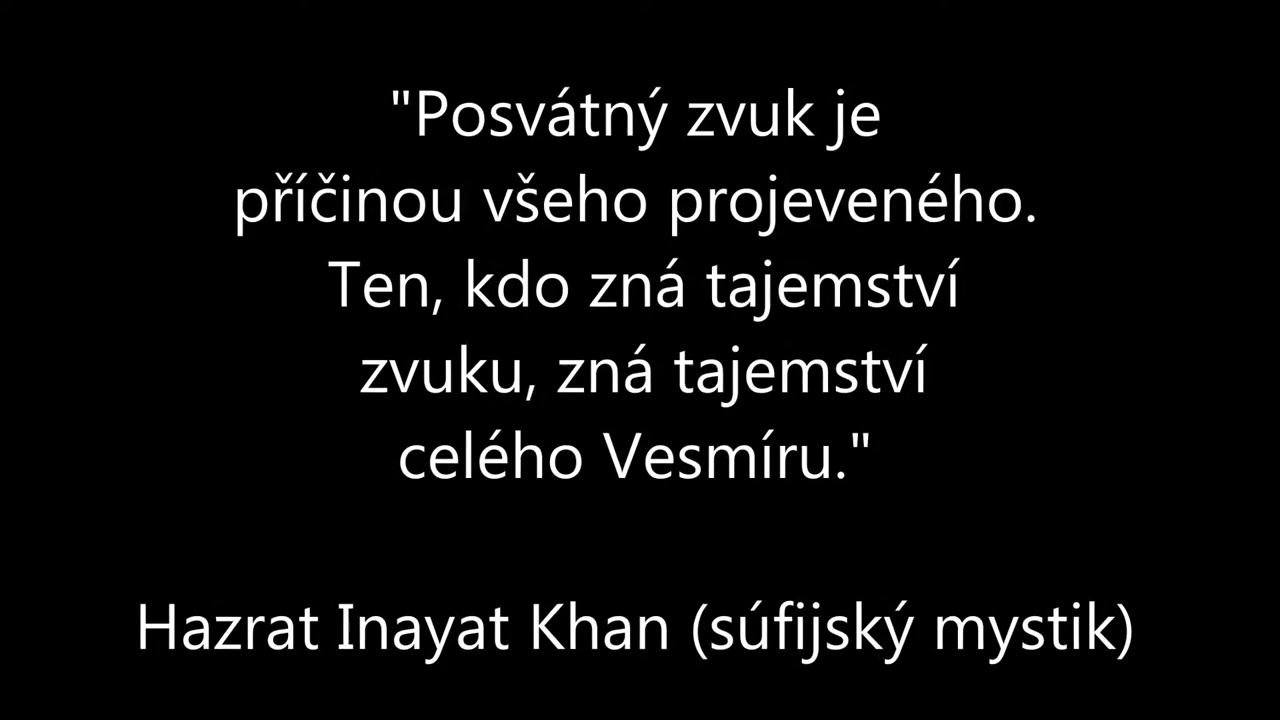 "Posvátný zvuk je
příčinou všeho projeveného.
Ten, kdo zná tajemství
zvuku, zná tajemství
celého Vesmíru."
Hazrat Inayat Khan (súfijský mystik)